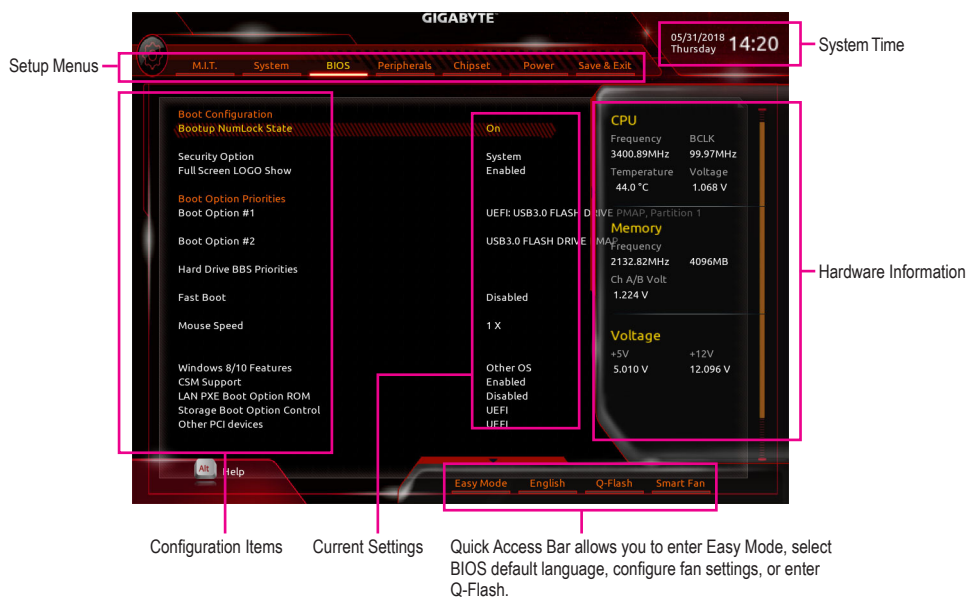 GIGABYTE
05/31/2018 14:20
Thursday
System Time
Setup Menus
M.I.T. System BIOS Peripherals Chipset Power Save & Exit
Boot Configuration
Bootup NumLock State On
Security Option System
Full Screen LOGO Show Enabled
Boot Option Priorities
Boot Option #1 UEFI: USB3.0 FLASH DRIVE PMAP, Partition 1
Boot Option #2 USB3.0 FLASH DRIVE PMAP
Hard Drive BBS Priorities
Fast Boot Disabled
Mouse Speed 1 X
Windows 8/10 Features Other OS
CSM Support Enabled
LAN PXE Boot Option ROM Disabled
Storage Boot Option Control UEFI
Other PCI devices UEFI
CPU
Frequency BCLK
3400.89MHz 99.97MHz
Temperature Voltage
44.0 °C 1.068 V
Memory
Frequency
2132.82MHz 4096MB
Ch A/B Volt
1.224 V
Voltage
+5V +12V
5.010 V 12.096 V
Hardware Information
Alt Help
Easy Mode English Q-Flash Smart Fan
Configuration Items
Current Settings
Quick Access Bar allows you to enter Easy Mode, select
BIOS default language, configure fan settings, or enter
Q-Flash.